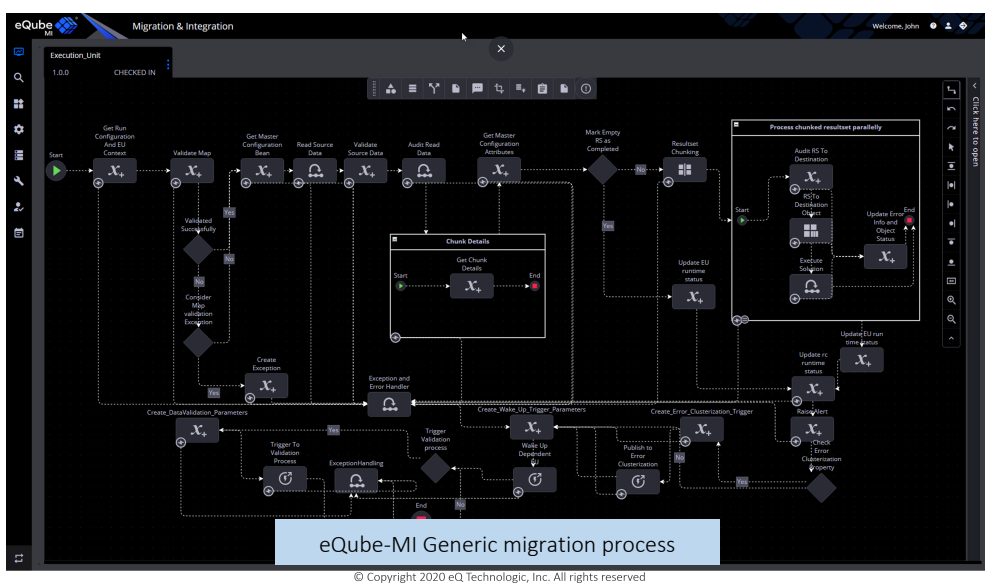 eQube
MI
Migration & Integration
Welcome, John
Execution_Unit
1.0.0
CHECKED IN
Click here to open
Start
Get Run
Configuration
And EU
Context
Validate Map
Get Master
Configuration
Bean
Read Source
Data
Validate
Source Data
Audit Read
Data
Get Master
Configuration
Attributes
Mark Empty
RS as
Completed
No
Resultset
Chunking
Process chunked resultset parallelly
Audit RS To
Destination
Start
RS To
Destination
Object
Update Error
Info and
Object
Status
End
Execute
Solution
Validated
Successfully
Yes
No
No
Consider
Map
validation
Exception
Yes
Chunk Details
Get Chunk
Details
Start
End
Yes
Update EU
runtime
status
Update EU run
time status
Update rc
runtime
status
Create
Exception
Exception and
Error Handler
Create_DataValidation_Parameters
Yes
Trigger
Validation
process
Create_Wake_Up_Trigger_Parameters
Create_Error_Clusterization_Trigger
Raise Alert
Trigger To
Validation
Process
ExceptionHandling
Wake Up
Dependent
EU
Publish to
Error
Clusterization
No
Check
Error
Clusterization
Property
Yes
End
No
eQube-MI Generic migration process
© Copyright 2020 eQ Technologic, Inc. All rights reserved